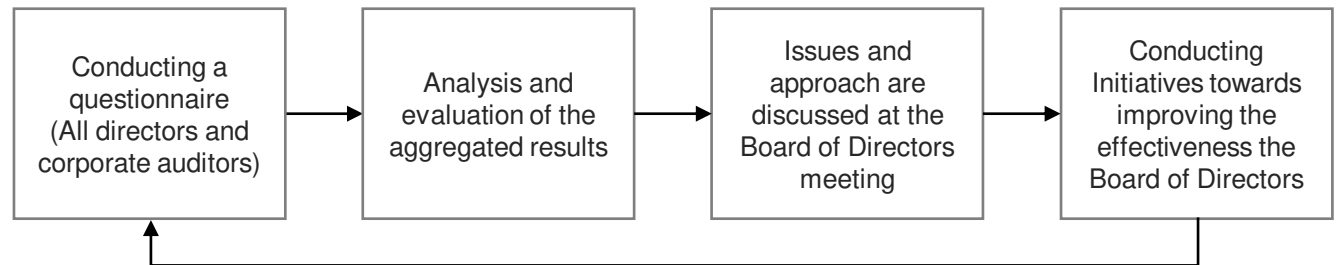 Conducting a
questionnaire
(All directors and
corporate auditors)
Analysis and
evaluation of the
aggregated results
Issues and
approach are
discussed at the
Board of Directors
meeting
Conducting
Initiatives towards
improving the
effectiveness the
Board of Directors